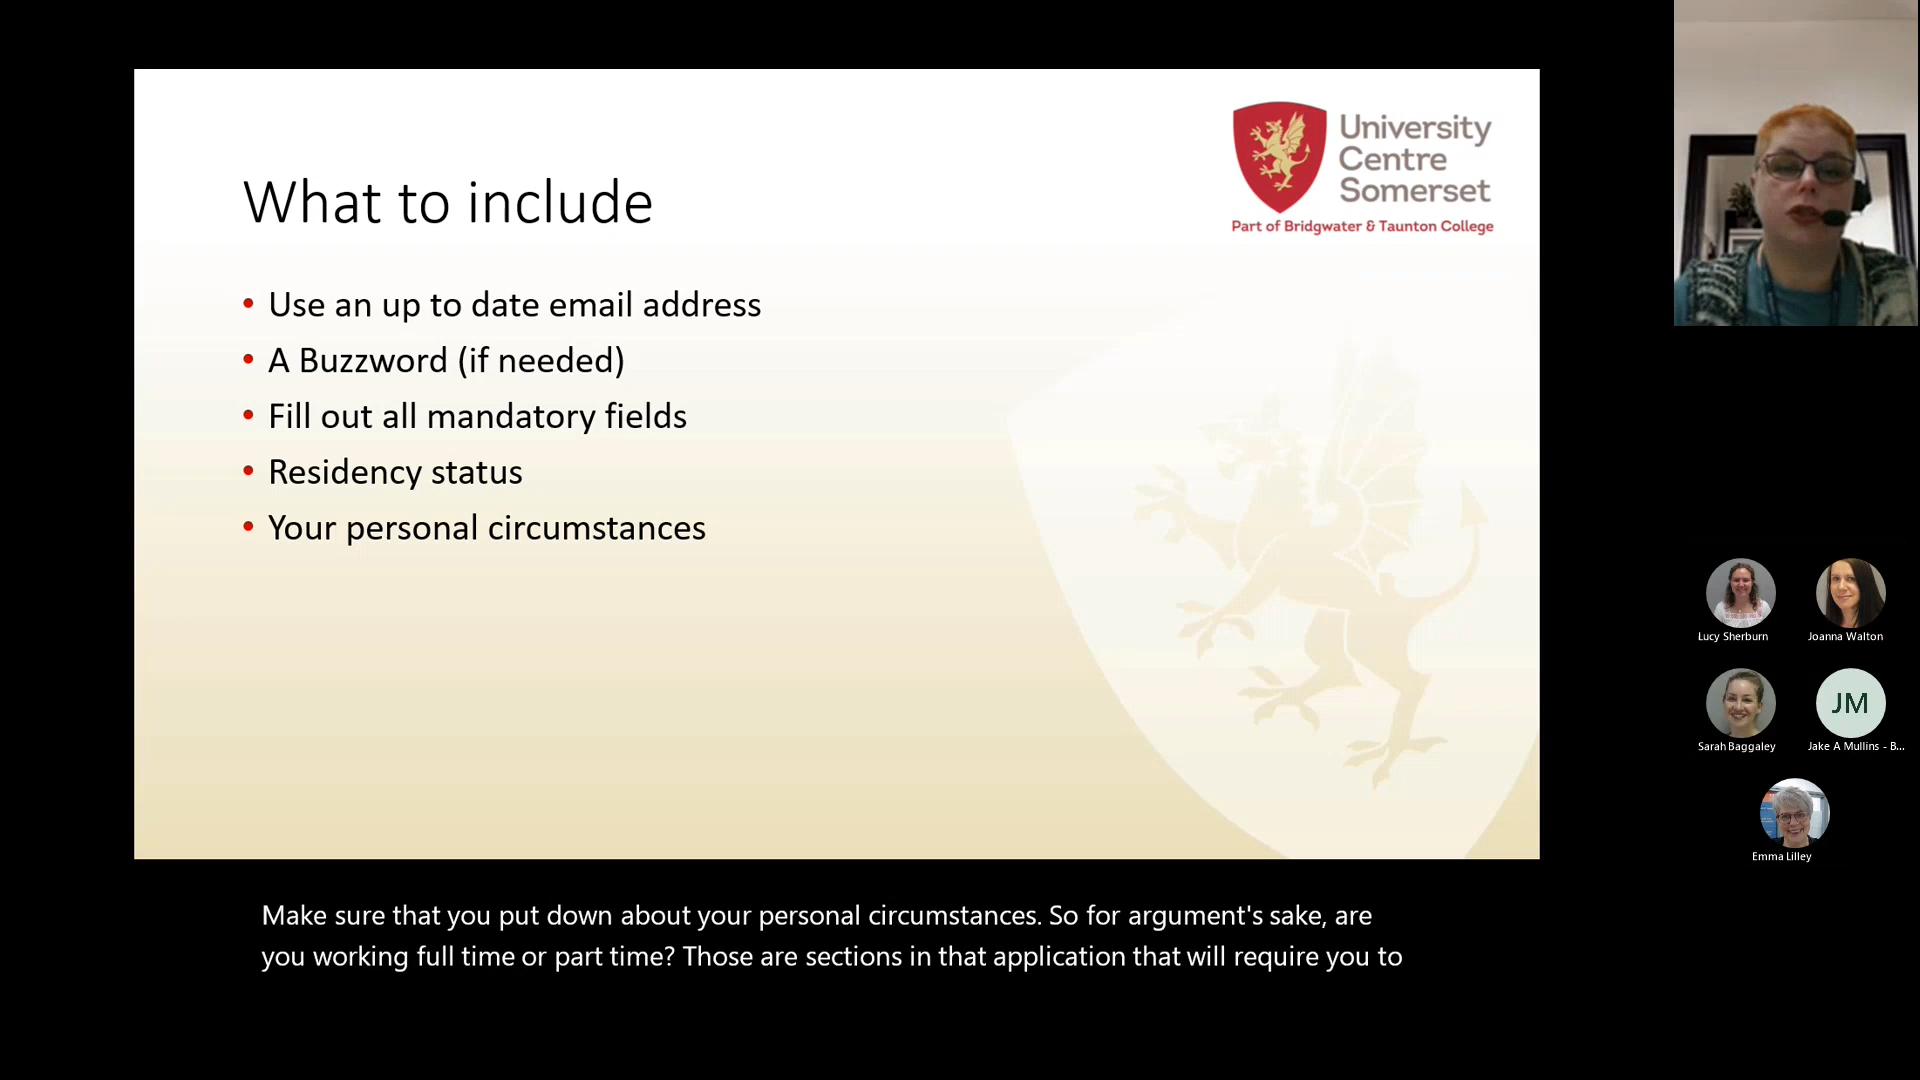 University
Centre
Somerset
Part of Bridgwater & Taunton College
What to include
• Use an up to date email address
• A Buzzword (if needed)
• Fill out all mandatory fields
• Residency status
• Your personal circumstances
Lucy Sherburn
Joanna Walton
Sarah Baggaley
JM
Jake A Mullins - B...
Emma Lilley
Make sure that you put down about your personal circumstances. So for argument's sake, are
you working full time or part time? Those are sections in that application that will require you to